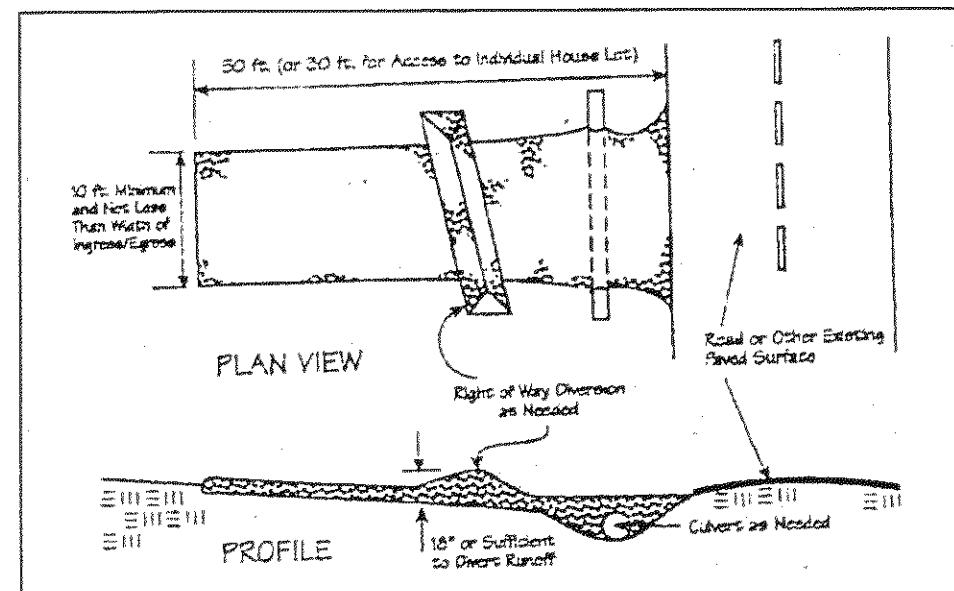 50 ft. (or 30 ft. for Access to Individual House Lot)
10 ft. Minimum
and Not Less
Than Width of
Ingress/Egress
PLAN VIEW
Right of Way Diversion
as Needed
Road or Other Existing
Paved Surface
18" or Sufficient
to Divert Runoff
Culvert as Needed
PROFILE